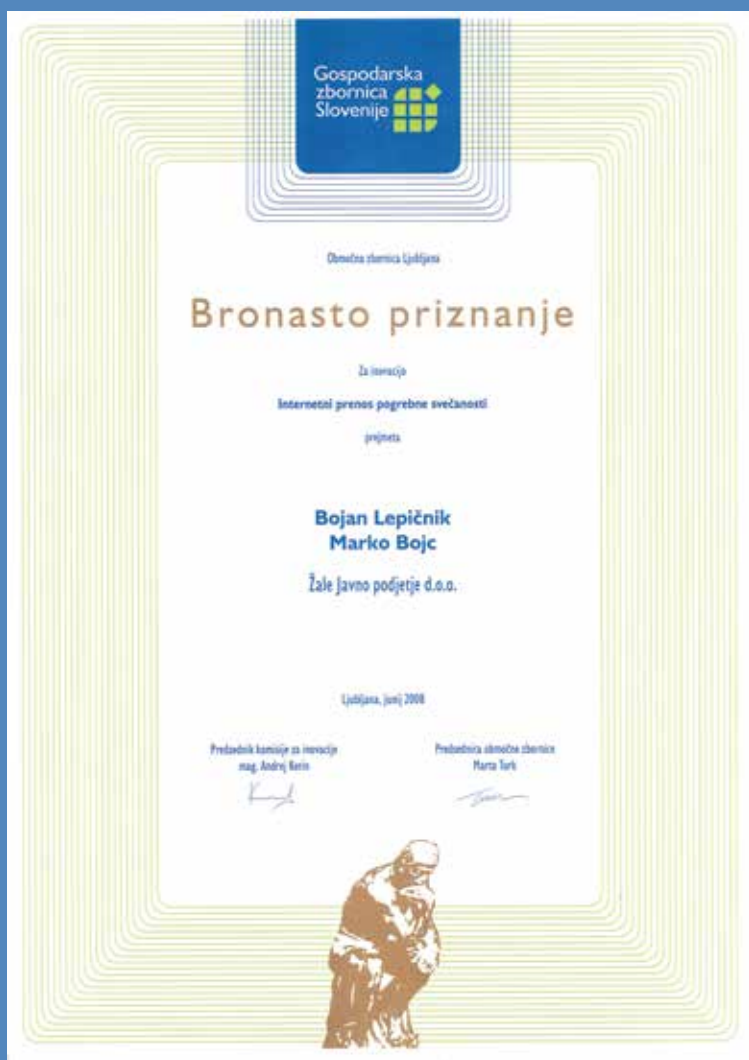 Gospodarska
zbornica
Slovenije
Območna zbornica Ljubljana
Bronasto priznanje
Za inovacijo
Internetni prenos pogrebne svečanosti
prejmeta
Bojan Lepičnik
Marko Bojc
Žale Javno podjetje d.o.o.
Ljubljana, junij 2008
Predsednik komisije za inovacije
mag. Andrej Kerin
Predsednica območne zbornice
Marta Turk